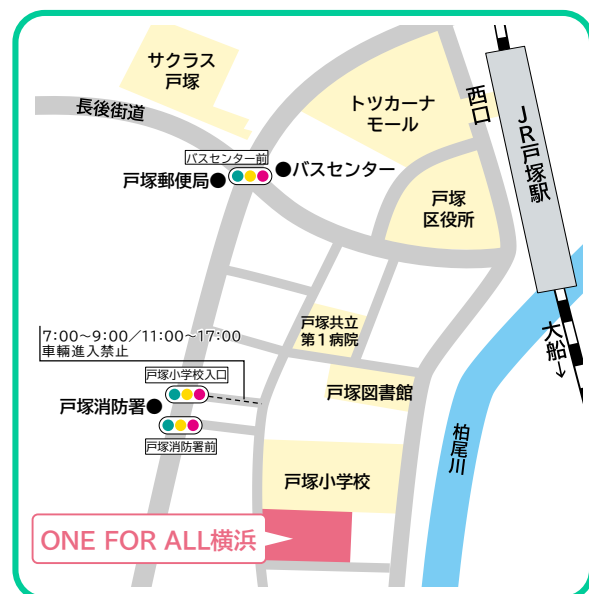 サクラス
戸塚
長後街道
トツカーナ
モール
西口
JR戸塚駅
バスセンター前
バスセンター
戸塚郵便局
戸塚
区役所
戸塚共立
第1病院
大船↓
7:00〜9:00/11:00〜17:00
車輛進入禁止
戸塚小学校入口
戸塚図書館
戸塚消防署
戸塚消防署前
柏尾川
戸塚小学校
ONE FOR ALL横浜